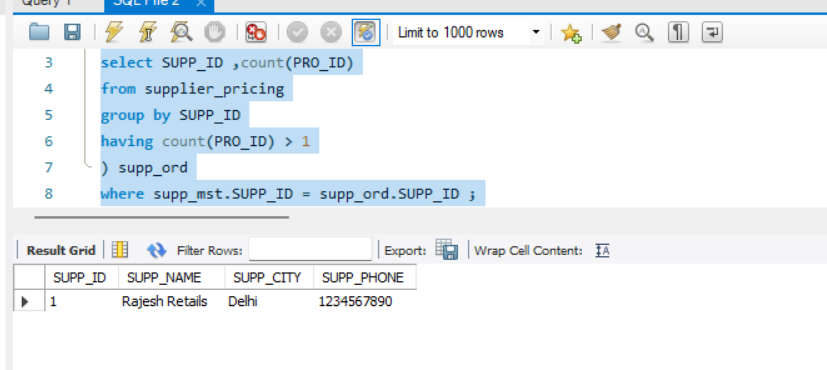 Query 1 SQL File 2 x
Limit to 1000 rows
3 select SUPP_ID ,count(PRO_ID)
4 from supplier_pricing
5 group by SUPP_ID
6 having count(PRO_ID) > 1
7 ) supp_ord
8 where supp_mst.SUPP_ID = supp_ord.SUPP_ID ;
Result Grid Filter Rows: Export: Wrap Cell Content: IA
SUPP_ID SUPP_NAME SUPP_CITY SUPP_PHONE
1 Rajesh Retails Delhi 1234567890